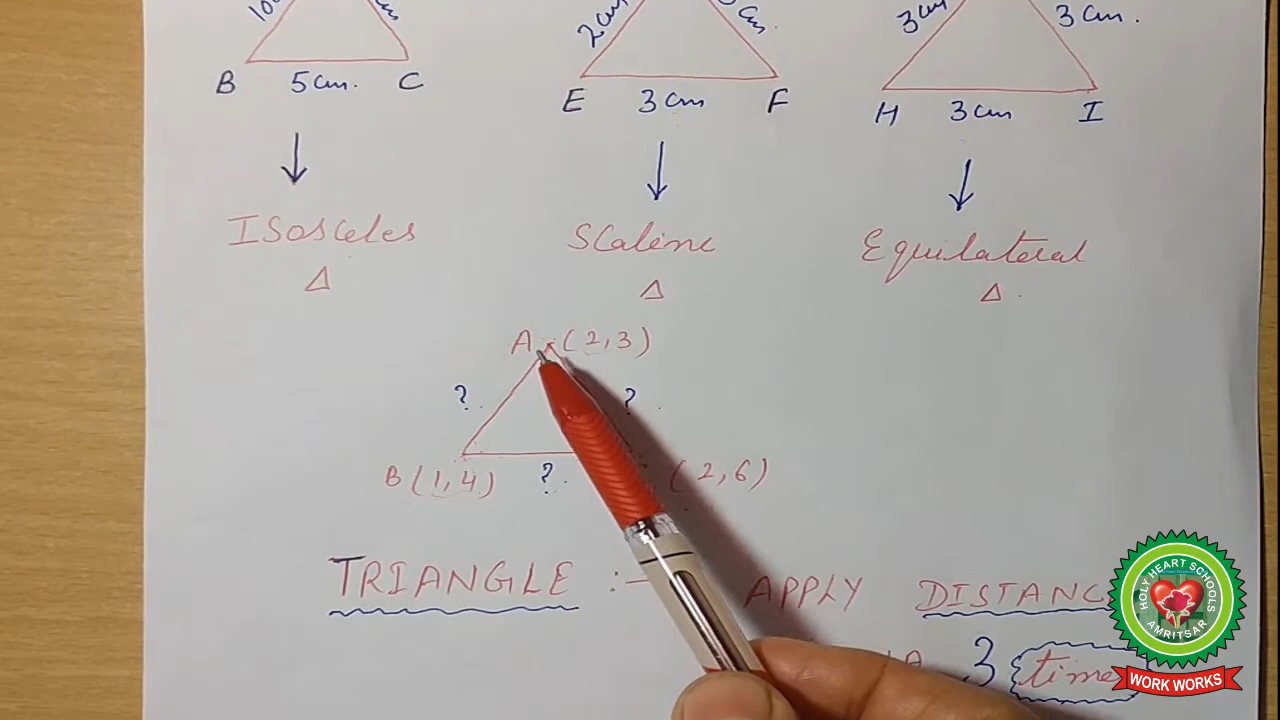 2cm 3cm 3cm.
B 5cm. C E 3cm F H 3cm I
Isosceles Scalene Equilateral
Δ Δ Δ.
A (2,3)
? ?
B(1,4) ? (2,6)
TRIANGLE :- APPLY DISTANC
3 time
HOLY HEART SCHOOLS
AMRITSAR
WORK WORKS